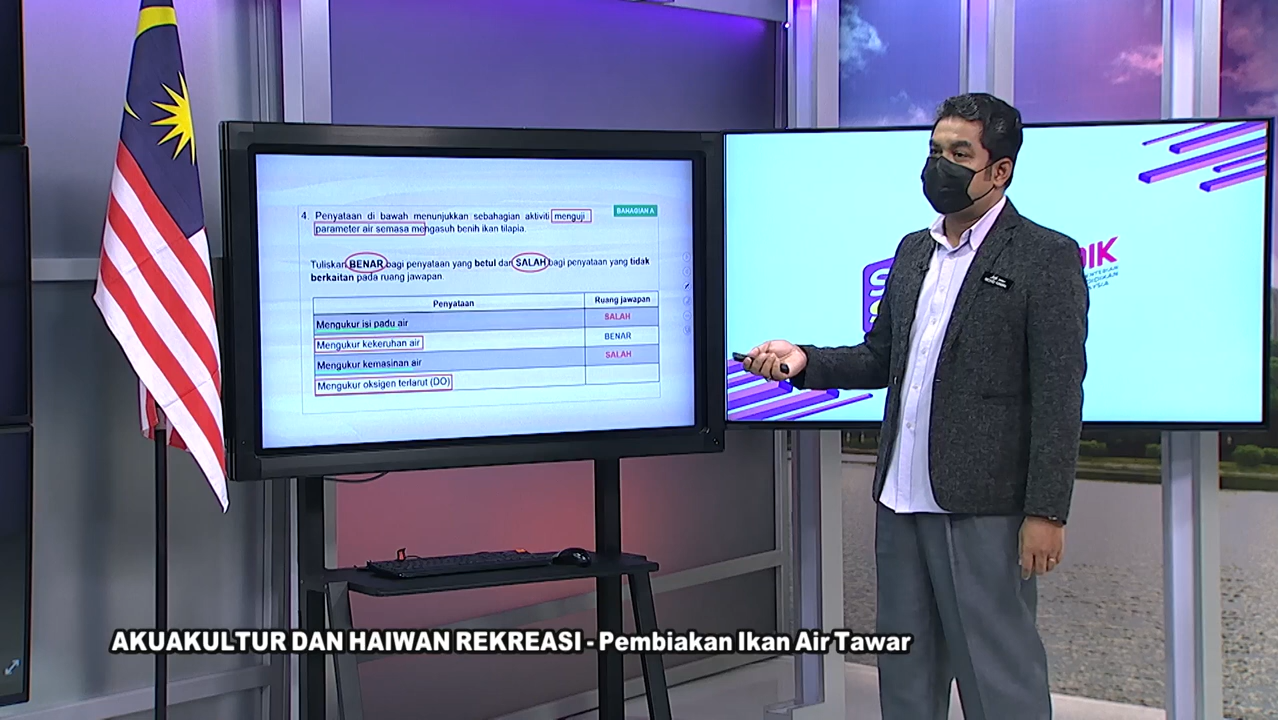 4. Penyataan di bawah menunjukkan sebahagian aktiviti menguji
parameter air semasa mengasuh benih ikan tilapia.
BAHAGIAN A
Tuliskan BENAR bagi penyataan yang betul dan SALAH bagi penyataan yang tidak
berkaitan pada ruang jawapan.
Penyataan Ruang jawapan
Mengukur isi padu air SALAH
Mengukur kekeruhan air BENAR
Mengukur kemasinan air SALAH
Mengukur oksigen terlarut (DO)
AKUAKULTUR DAN HAIWAN REKREASI - Pembiakan Ikan Air Tawar